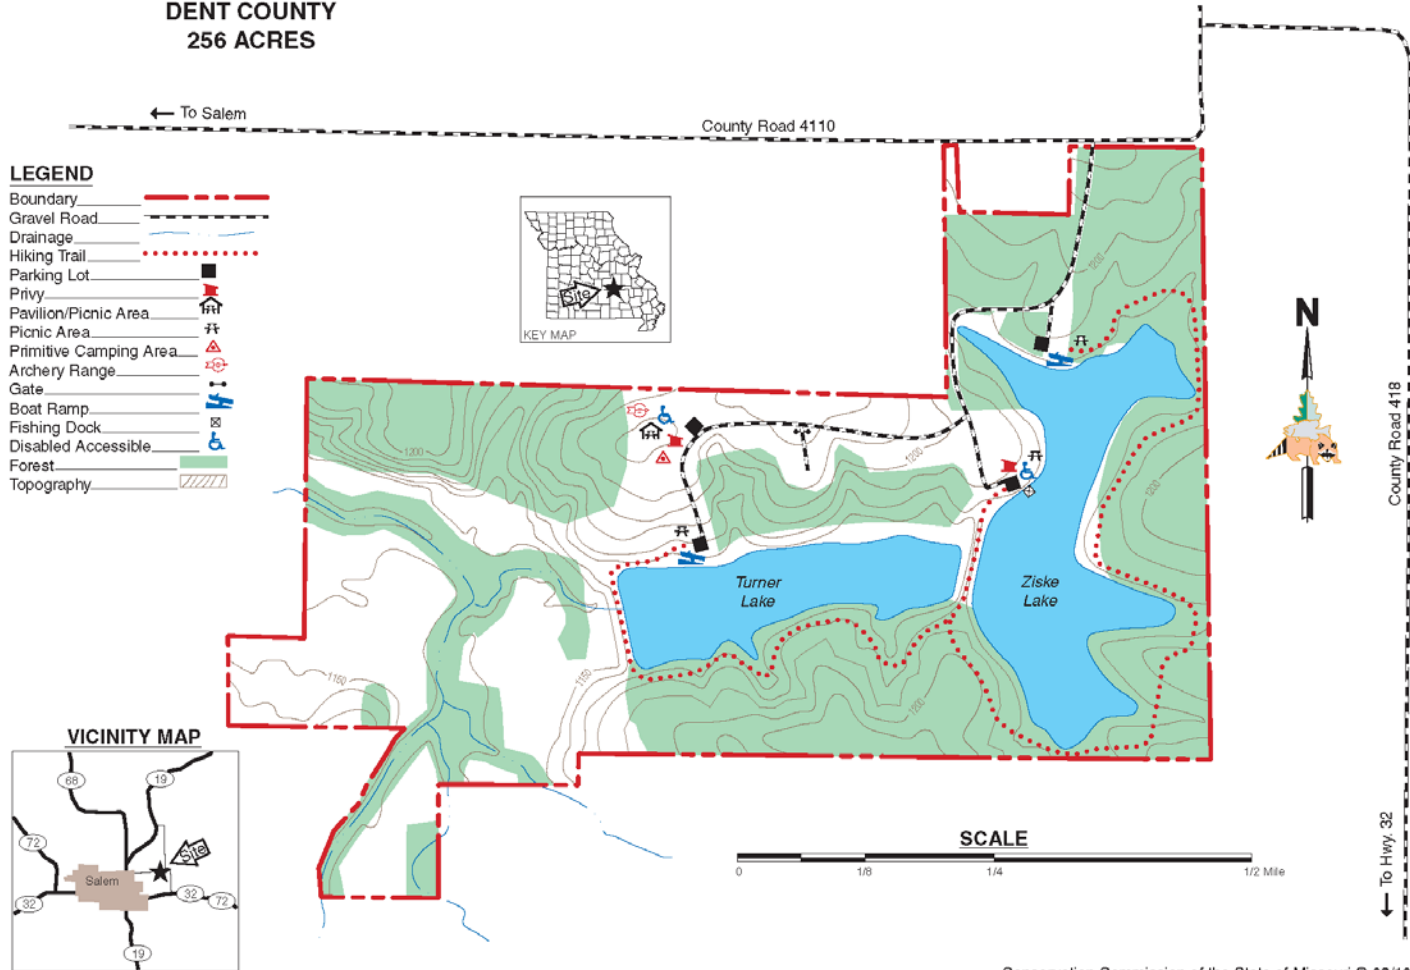 DENT COUNTY
256 ACRES
To Salem
County Road 4110
LEGEND
Boundary
Gravel Road
Drainage
Hiking Trail
Parking Lot
Privy
Pavilion/Picnic Area
Picnic Area
Primitive Camping Area
Archery Range
Gate
Boat Ramp
Fishing Dock
Disabled Accessible
Forest
Topography
Site
KEY MAP
N
County Road 4118
1200
1200
1200
1200
1200
1150
1150
Turner
Lake
Ziske
Lake
VICINITY MAP
68
19
72
Site
Salem
32
32
72
19
SCALE
0
1/8
1/4
1/2 Mile
To Hwy. 32